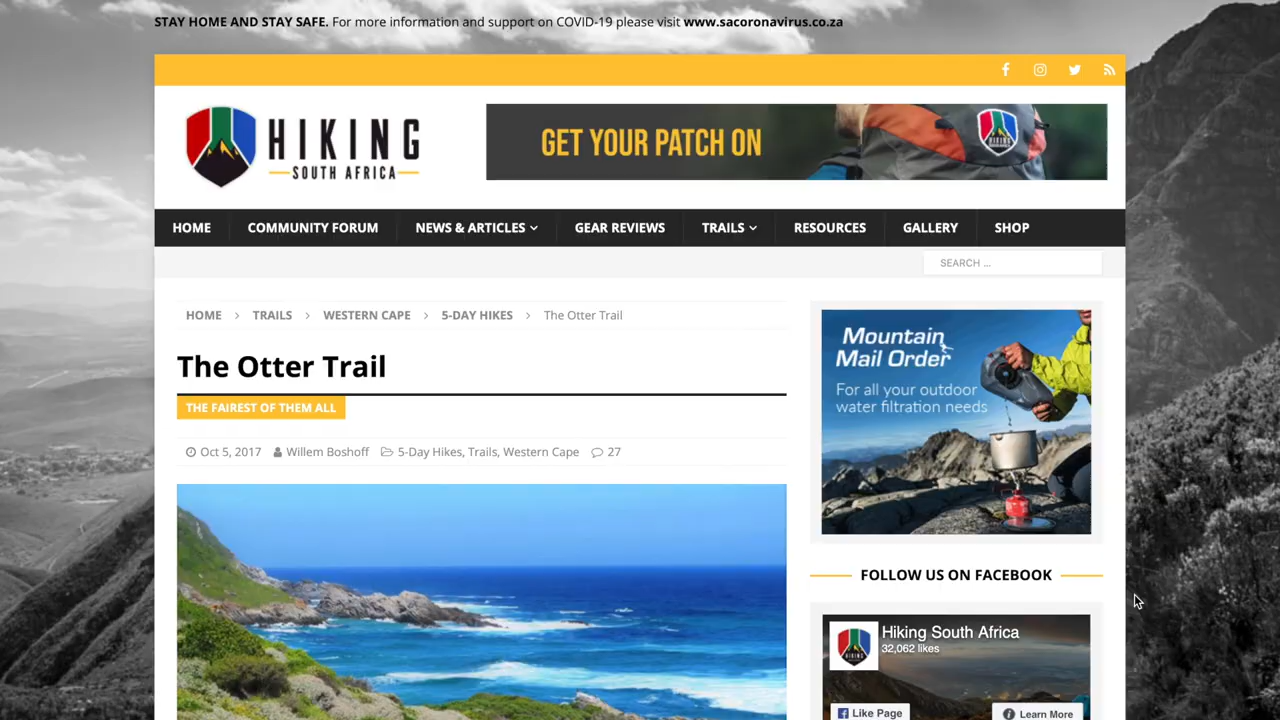 STAY HOME AND STAY SAFE. For more information and support on COVID-19 please visit www.sacoronavirus.co.za
HIKING
SOUTH AFRICA
GET YOUR PATCH ON
HOME COMMUNITY FORUM NEWS & ARTICLES GEAR REVIEWS TRAILS RESOURCES GALLERY SHOP
SEARCH ...
HOME > TRAILS > WESTERN CAPE > 5-DAY HIKES > The Otter Trail
The Otter Trail
THE FAIREST OF THEM ALL
Oct 5, 2017 Willem Boshoff 5-Day Hikes, Trails, Western Cape 27
Mountain
Mail Order
For all your outdoor
water filtration needs
FOLLOW US ON FACEBOOK
Hiking South Africa
32,062 likes
Like Page Learn More